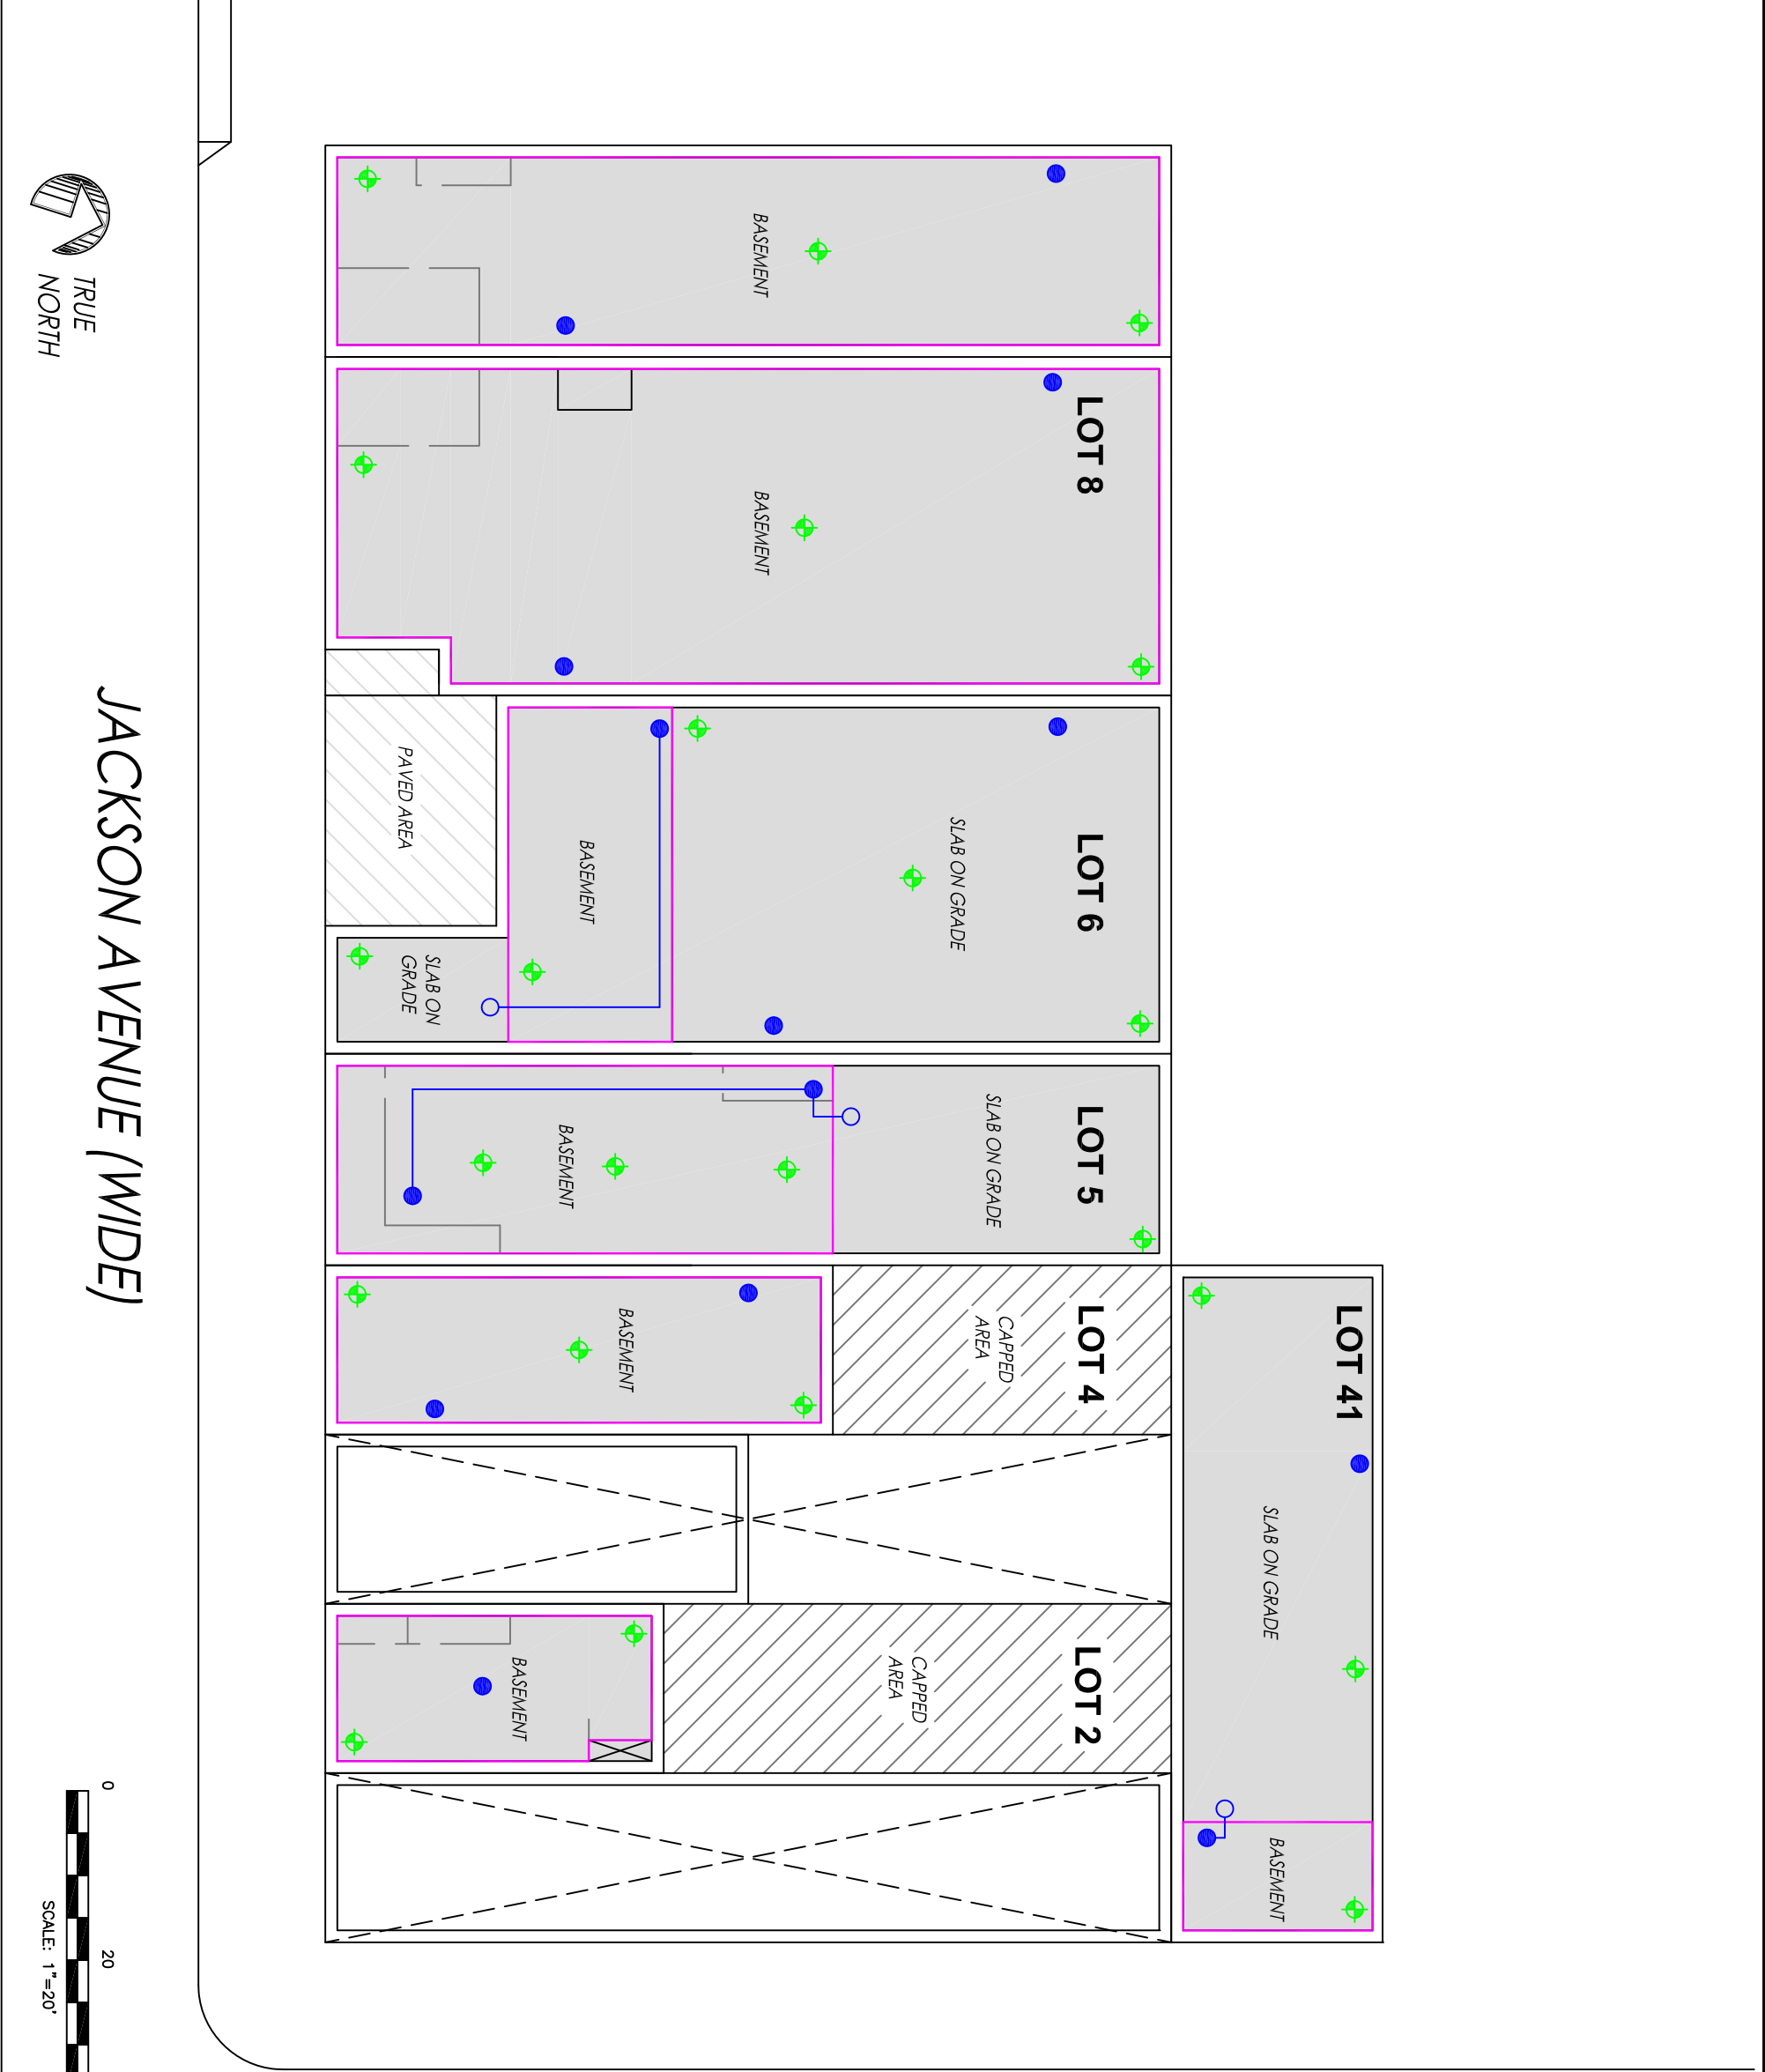 LOT 8
BASEMENT
BASEMENT
LOT 6
SLAB ON GRADE
BASEMENT
PAVED AREA
SLAB ON
GRADE
LOT 5
SLAB ON GRADE
BASEMENT
LOT 4
CAPPED
AREA
BASEMENT
LOT 41
SLAB ON GRADE
BASEMENT
LOT 2
CAPPED
AREA
BASEMENT
JACKSON AVENUE (WIDE)
TRUE
NORTH
0
20
SCALE: 1"=20'